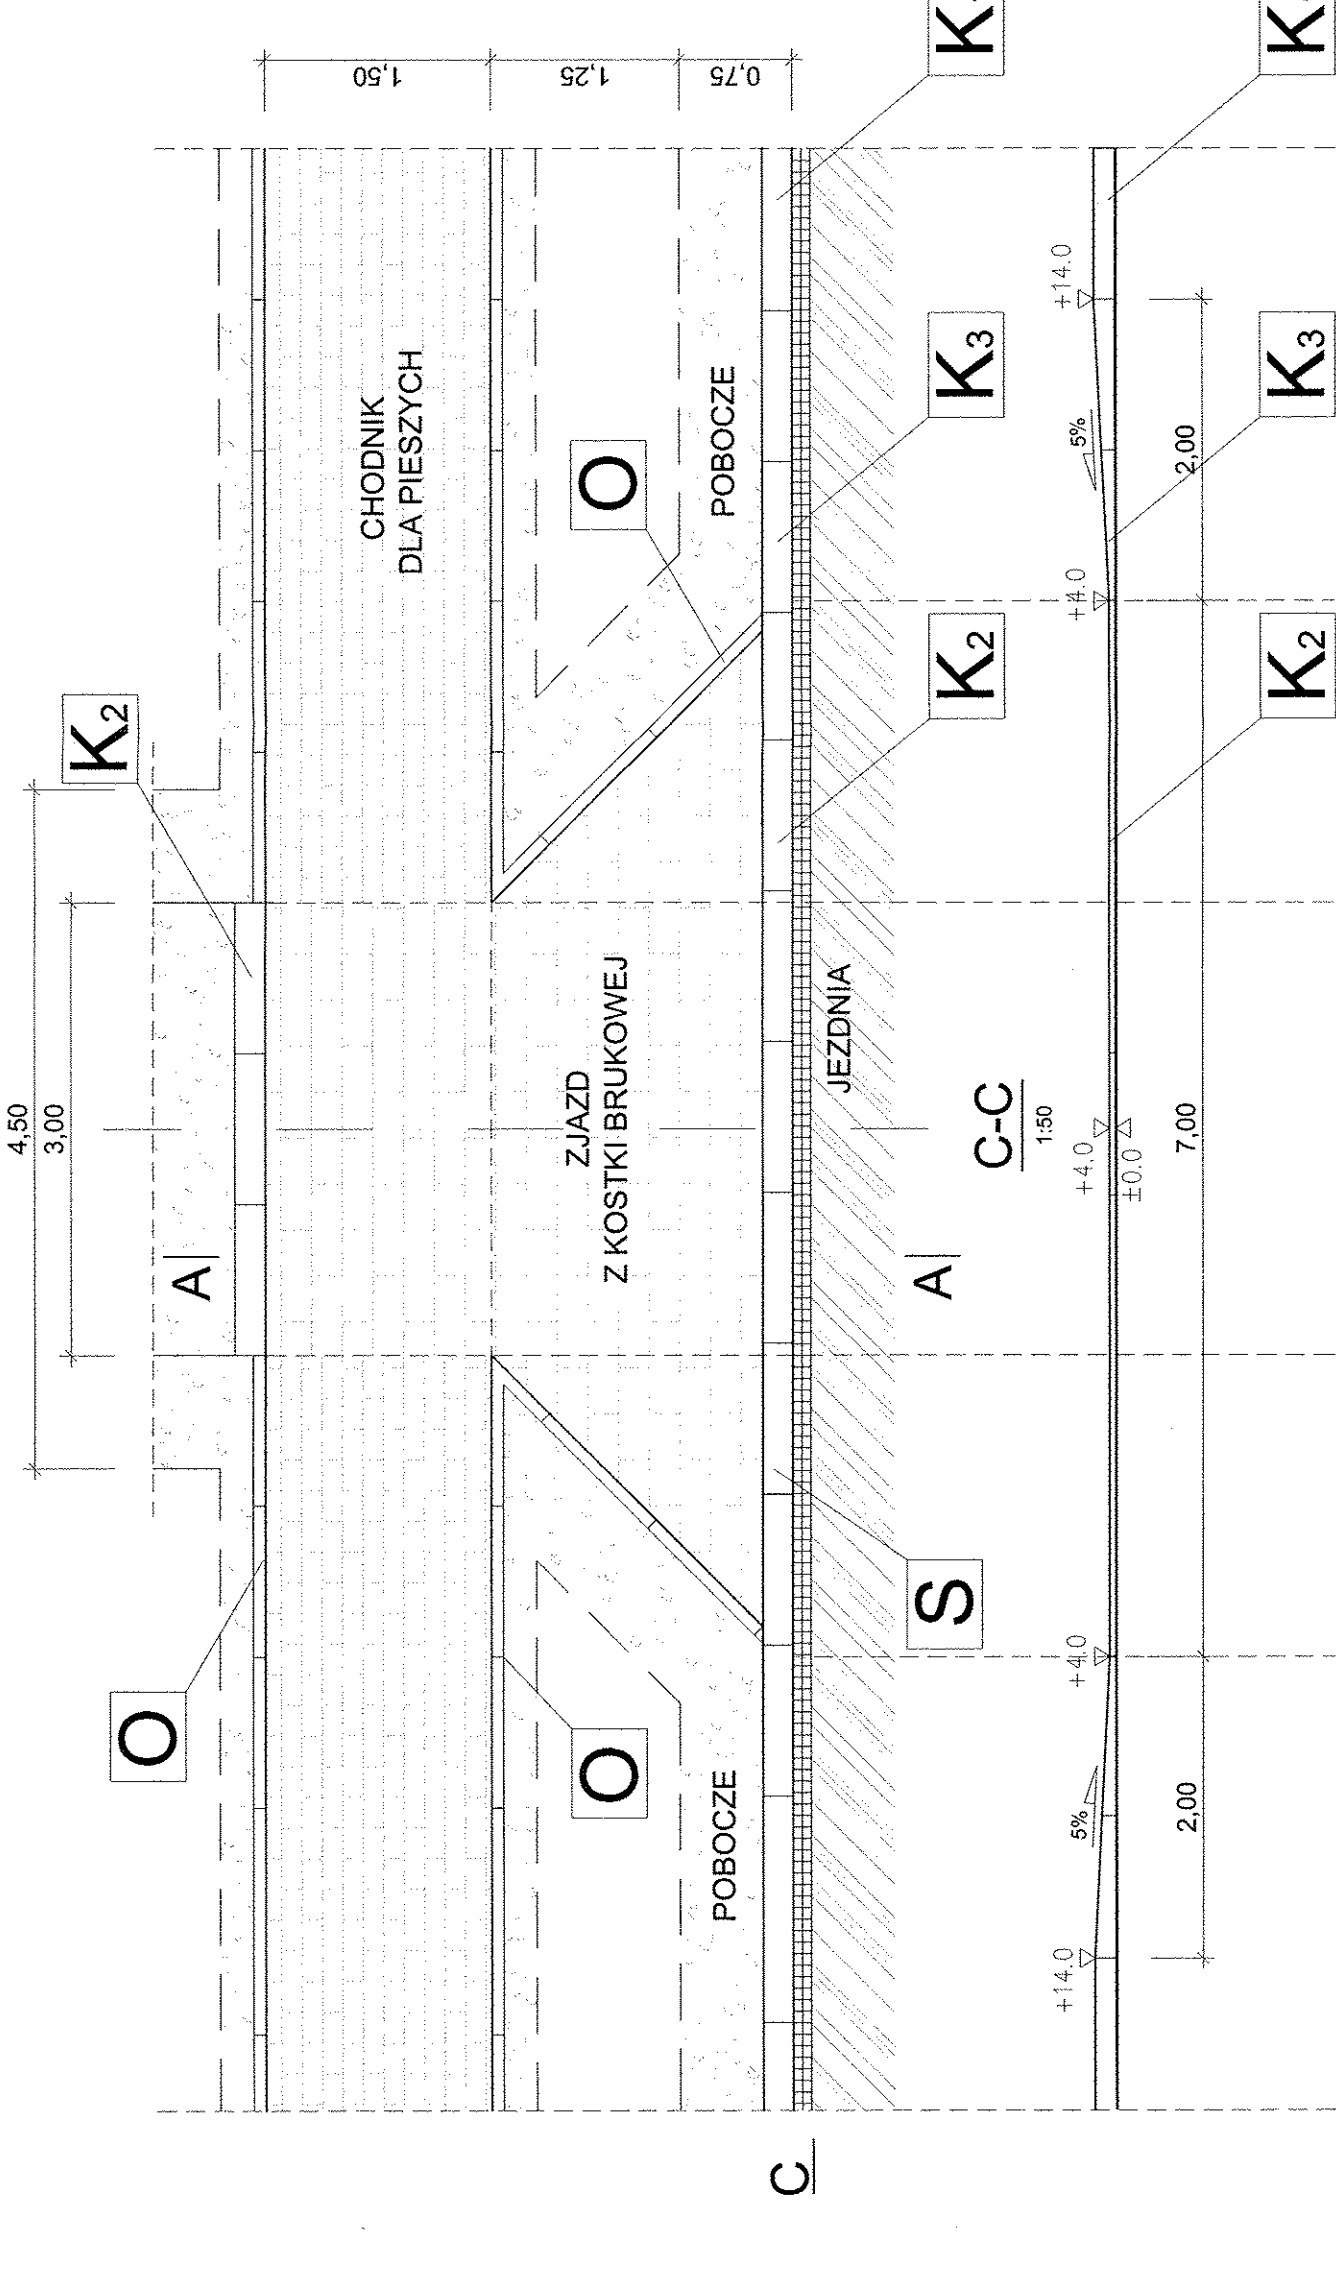 4,50
3,00
1,50
1,25
0,75
K2
A
O
CHODNIK
DLA PIESZYCH
ZJAZD
Z KOSTKI BRUKOWEJ
O
O
POBOCZE
POBOCZE
C
JEZDNIA
A
S
K2
K3
K
C-C
1:50
+14.0
5%
+4.0
+4.0
±0.0
+4.0
5%
+14.0
2,00
7,00
2,00
K2
K3
K